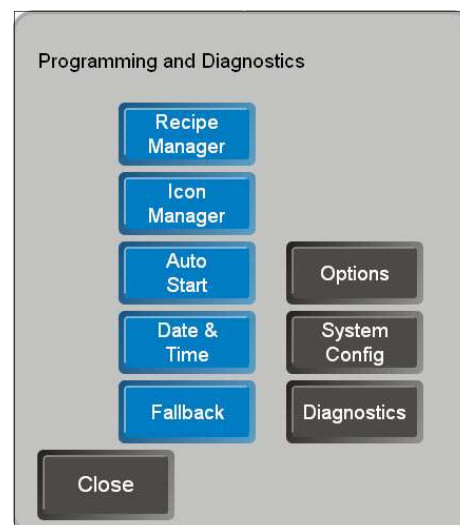 Programming and Diagnostics
Recipe
Manager
Icon
Manager
Auto
Start
Options
Date &
Time
System
Config
Fallback
Diagnostics
Close